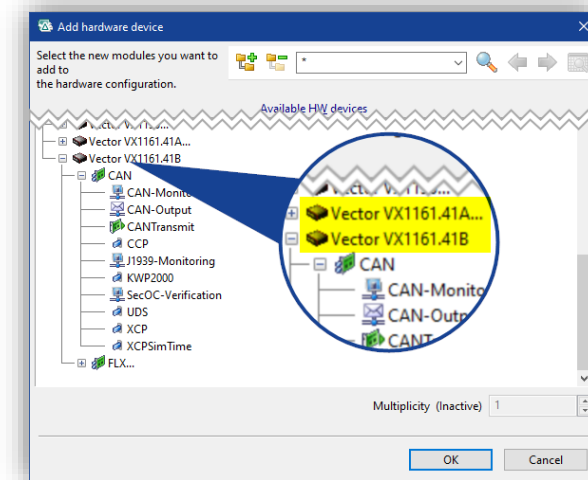 Add hardware device
Select the new modules you want to
add to
the hardware configuration.
*
Available HW devices
Vector VX1161.41A...
Vector VX1161.41B
CAN
CAN-Monito
CAN-Output
CANTransmit
CCP
J1939-Monitoring
KWP2000
SecOC-Verification
UDS
XCP
XCPSimTime
FLX...
Vector VX1161.41A...
Vector VX1161.41B
CAN
CAN-Monito
CAN-Outp
CANT
Multiplicity (Inactive) 1
OK Cancel